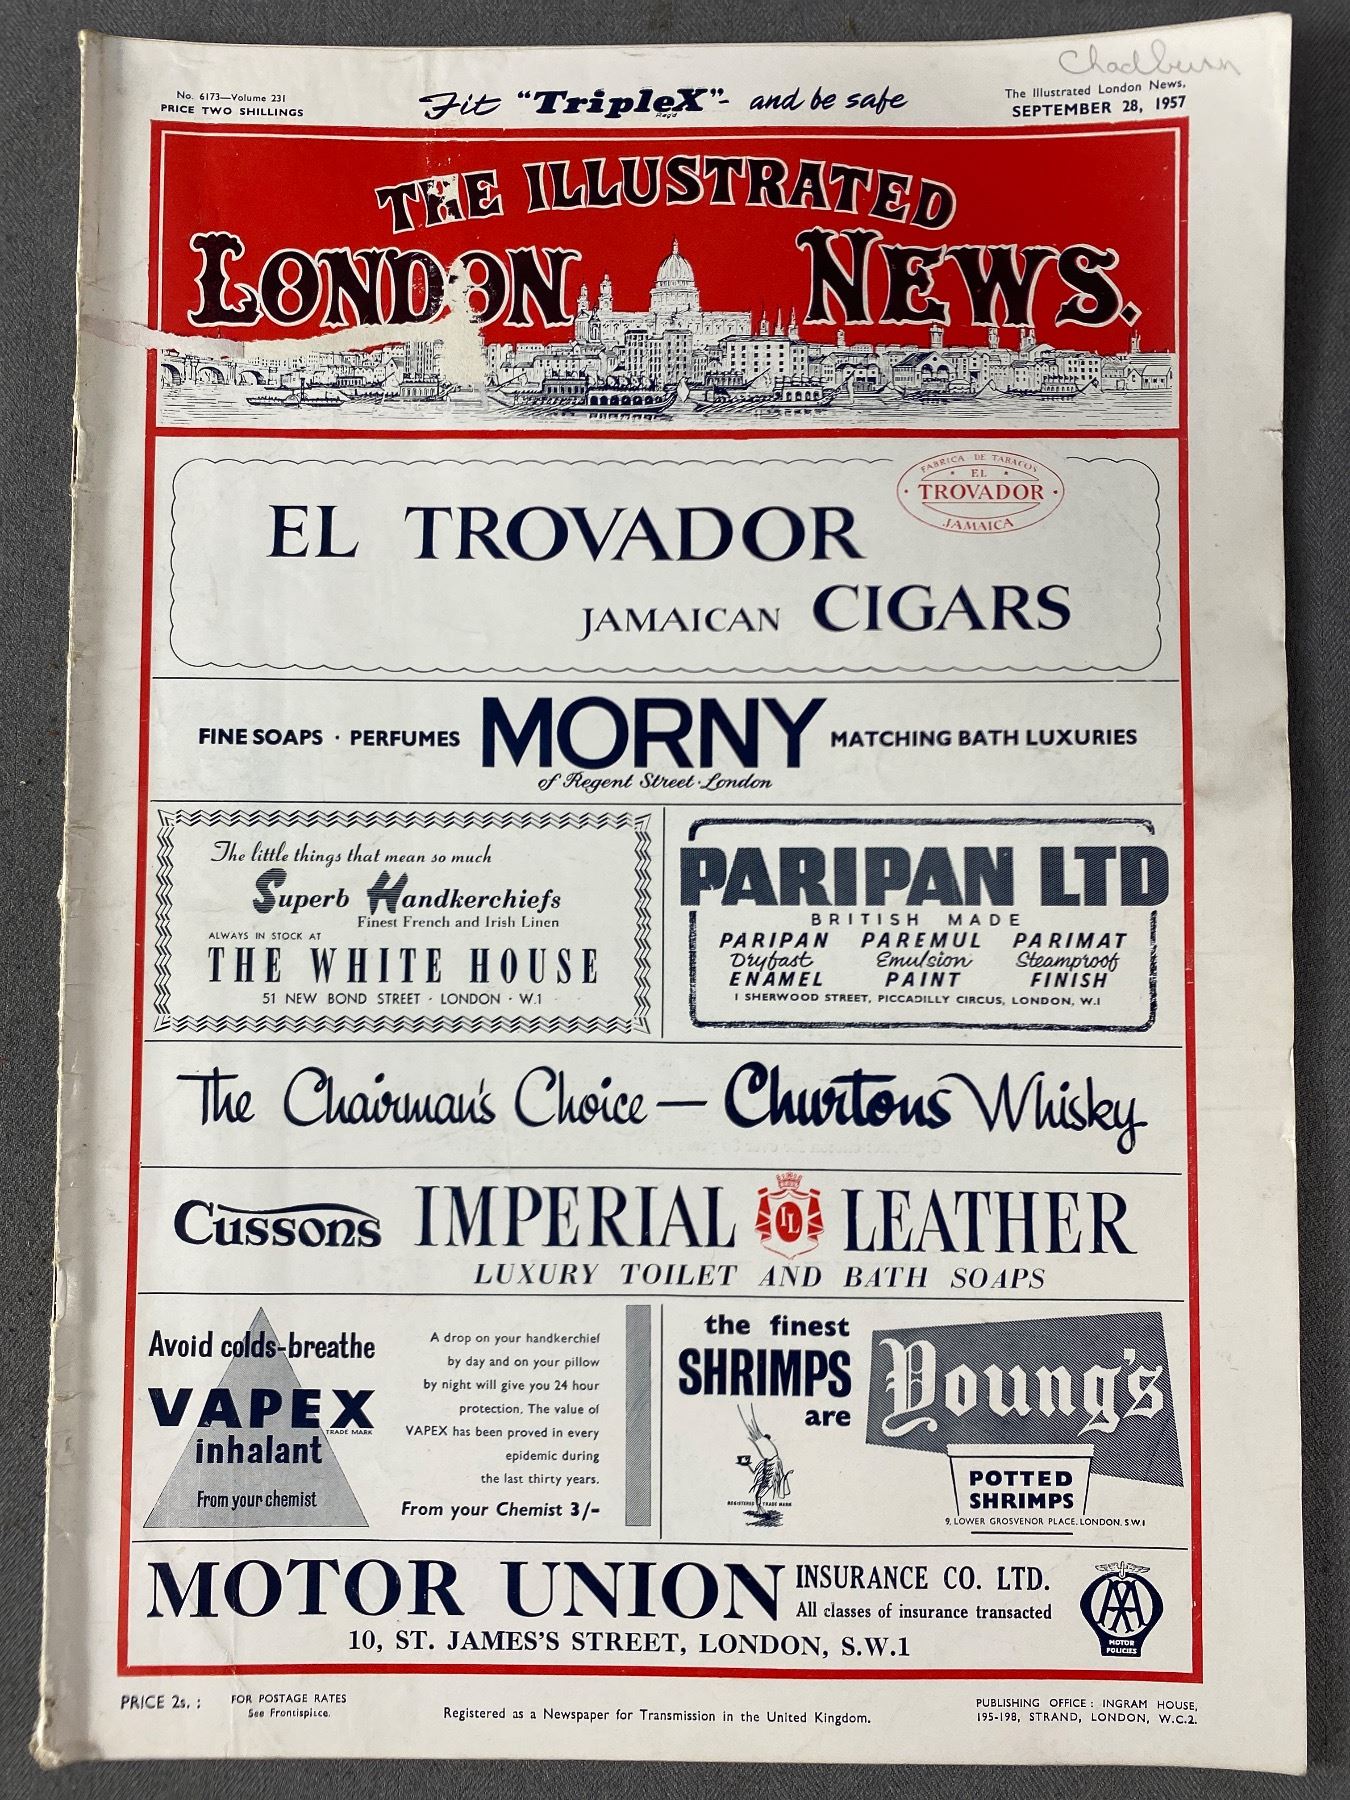 Chadburn
No. 6173—Volume 231
PRICE TWO SHILLINGS
Fit "TripleX"- and be safe
Reg'd
The Illustrated London News,
SEPTEMBER 28, 1957
THE ILLUSTRATED
LONDON NEWS.
FABRICA DE TABACOS
EL
TROVADOR
JAMAICA
EL TROVADOR
JAMAICAN CIGARS
FINE SOAPS · PERFUMES MORNY MATCHING BATH LUXURIES
of Regent Street · London
The little things that mean so much
Superb Handkerchiefs
Finest French and Irish Linen
ALWAYS IN STOCK AT
THE WHITE HOUSE
51 NEW BOND STREET · LONDON · W.1
PARIPAN LTD
BRITISH MADE
PARIPAN PAREMUL PARIMAT
Dryfast Emulsion Steamproof
ENAMEL PAINT FINISH
1 SHERWOOD STREET, PICCADILLY CIRCUS, LONDON, W.1
The Chairman's Choice — Churtons Whisky
Cussons IMPERIAL IL LEATHER
LUXURY TOILET AND BATH SOAPS
Avoid colds-breathe
VAPEX
TRADE MARK
inhalant
From your chemist
A drop on your handkerchief
by day and on your pillow
by night will give you 24 hour
protection. The value of
VAPEX has been proved in every
epidemic during
the last thirty years.
From your Chemist 3/-
the finest
SHRIMPS
are
REGISTERED TRADE MARK
Young's
POTTED
SHRIMPS
9, LOWER GROSVENOR PLACE, LONDON, S.W.1
MOTOR UNION INSURANCE CO. LTD.
All classes of insurance transacted
10, ST. JAMES'S STREET, LONDON, S.W.1
AA
MOTOR
POLICIES
PRICE 2s. : FOR POSTAGE RATES
See Frontispiece.
Registered as a Newspaper for Transmission in the United Kingdom.
PUBLISHING OFFICE : INGRAM HOUSE,
195-198, STRAND, LONDON, W.C.2.